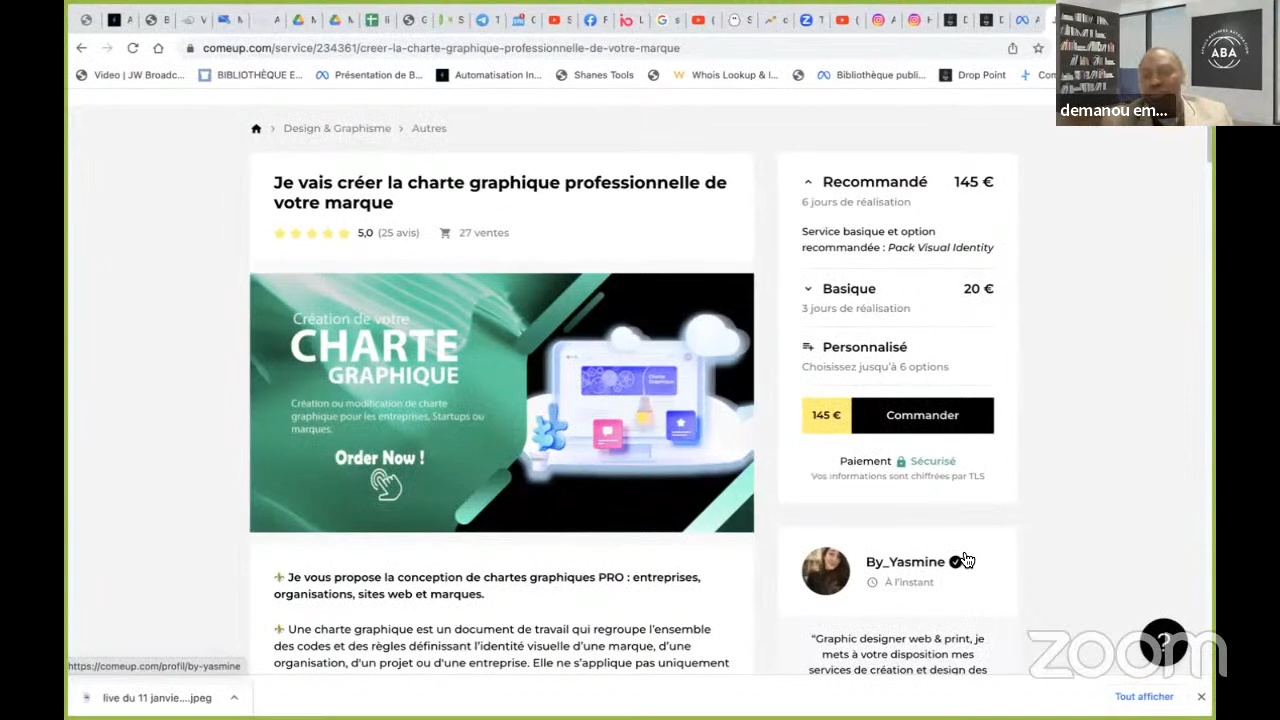 comeup.com/service/234361/creer-la-charte-graphique-professionnelle-de-votre-marque
Video | JW Broadc...
BIBLIOTHÈQUE E...
Présentation de B...
Automatisation In...
Shanes Tools
Whois Lookup & I...
Bibliothèque publi...
Drop Point
ABA
demanou em...
Design & Graphisme > Autres
Je vais créer la charte graphique professionnelle de
votre marque
5,0 (25 avis) 27 ventes
Création de votre
CHARTE
GRAPHIQUE
Création ou modification de charte
graphique pour les entreprises, Startups ou
marques.
Order Now !
Charte
Graphique
Je vous propose la conception de chartes graphiques PRO : entreprises,
organisations, sites web et marques.
Une charte graphique est un document de travail qui regroupe l'ensemble
des codes et des règles définissant l'identité visuelle d'une marque, d'une
organisation, d'un projet ou d'une entreprise. Elle ne s'applique pas uniquement
Recommandé 145 €
6 jours de réalisation
Service basique et option
recommandée : Pack Visual Identity
Basique 20 €
3 jours de réalisation
Personnalisé
Choisissez jusqu'à 6 options
145 € Commander
Paiement Sécurisé
Vos informations sont chiffrées par TLS
By_Yasmine
À l'instant
"Graphic designer web & print, je
mets à votre disposition mes
services de création et design des
?
zoom
https://comeup.com/profil/by-yasmine
live du 11 janvie....jpeg
Tout afficher